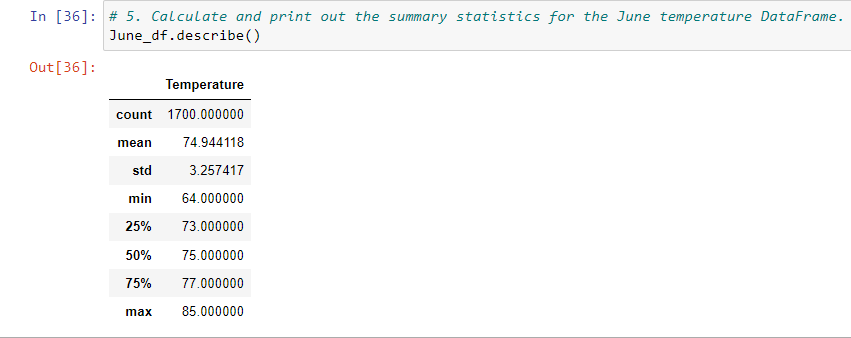 In [36]: # 5. Calculate and print out the summary statistics for the June temperature DataFrame.
June_df.describe()
Out[36]:
Temperature
count 1700.000000
mean 74.944118
std 3.257417
min 64.000000
25% 73.000000
50% 75.000000
75% 77.000000
max 85.000000